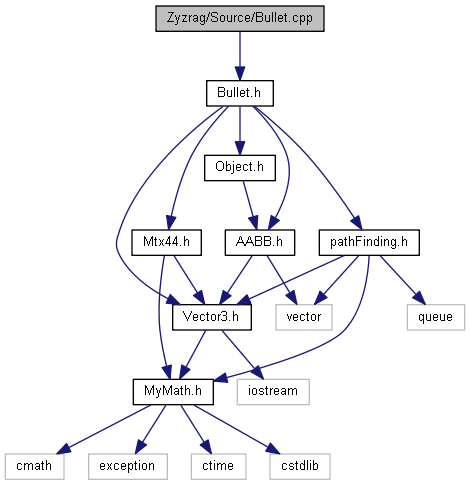 Zyzrag/Source/Bullet.cpp
Bullet.h
Object.h
Mtx44.h
AABB.h
pathFinding.h
Vector3.h
vector
queue
MyMath.h
iostream
cmath
exception
ctime
cstdlib